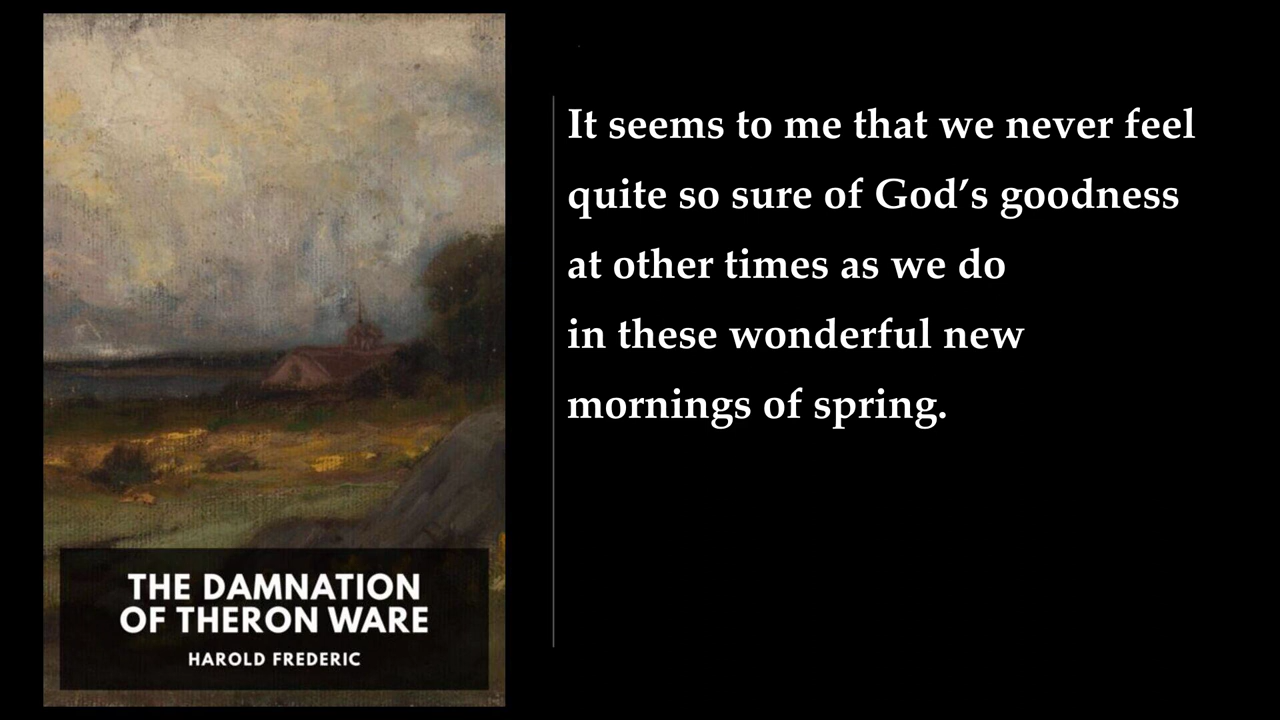 THE DAMNATION
OF THERON WARE
HAROLD FREDERIC
It seems to me that we never feel
quite so sure of God’s goodness
at other times as we do
in these wonderful new
mornings of spring.